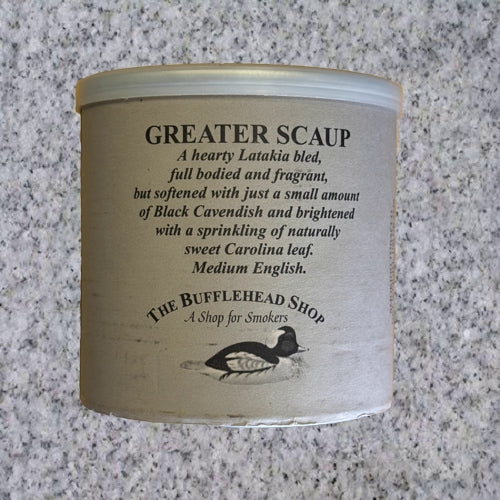 GREATER SCAUP
A hearty Latakia bled,
full bodied and fragrant,
but softened with just a small amount
of Black Cavendish and brightened
with a sprinkling of naturally
sweet Carolina leaf.
Medium English.
THE BUFFLEHEAD SHOP
A Shop for Smokers